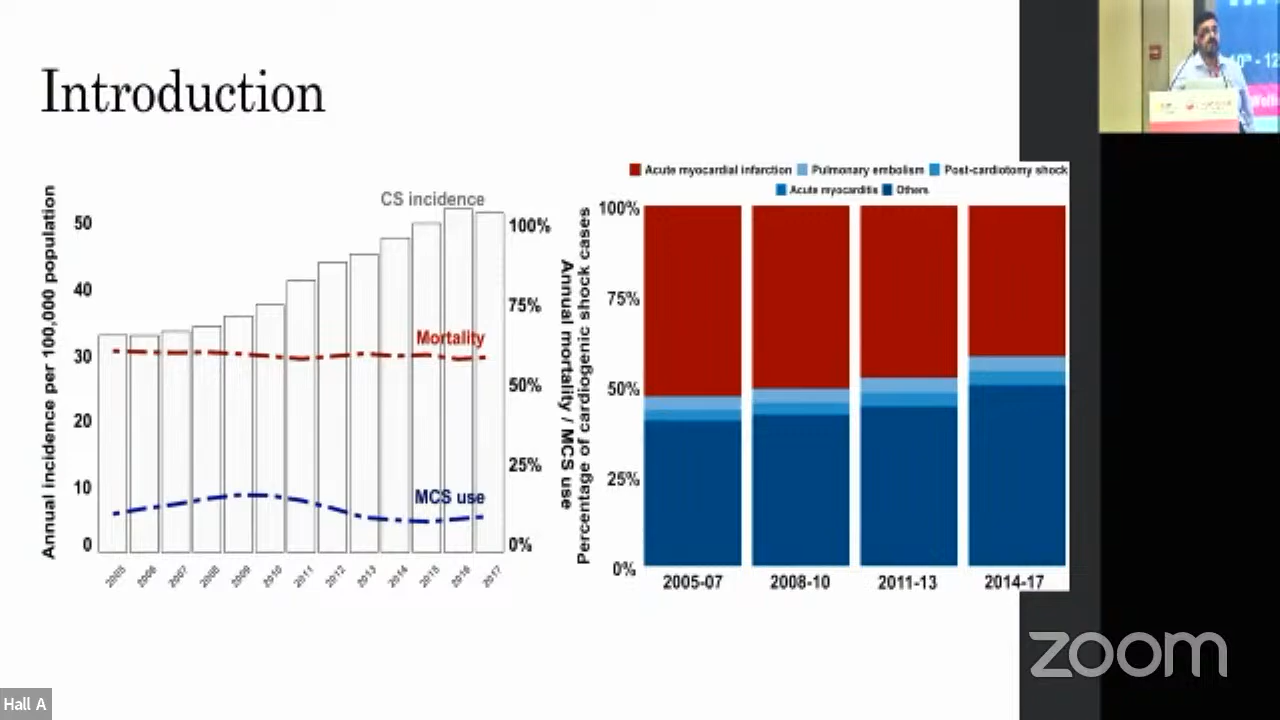 Introduction
Annual incidence per 100,000 population
50
40
30
20
10
0
CS incidence
Mortality
MCS use
100%
75%
50%
25%
0%
Annual mortality / MCS use
2005 2006 2007 2008 2009 2010 2011 2012 2013 2014 2015 2016 2017
Acute myocardial infarction Pulmonary embolism Post-cardiotomy shock
Acute myocarditis Others
Percentage of cardiogenic shock cases
100%
75%
50%
25%
0%
2005-07 2008-10 2011-13 2014-17
zoom
Hall A